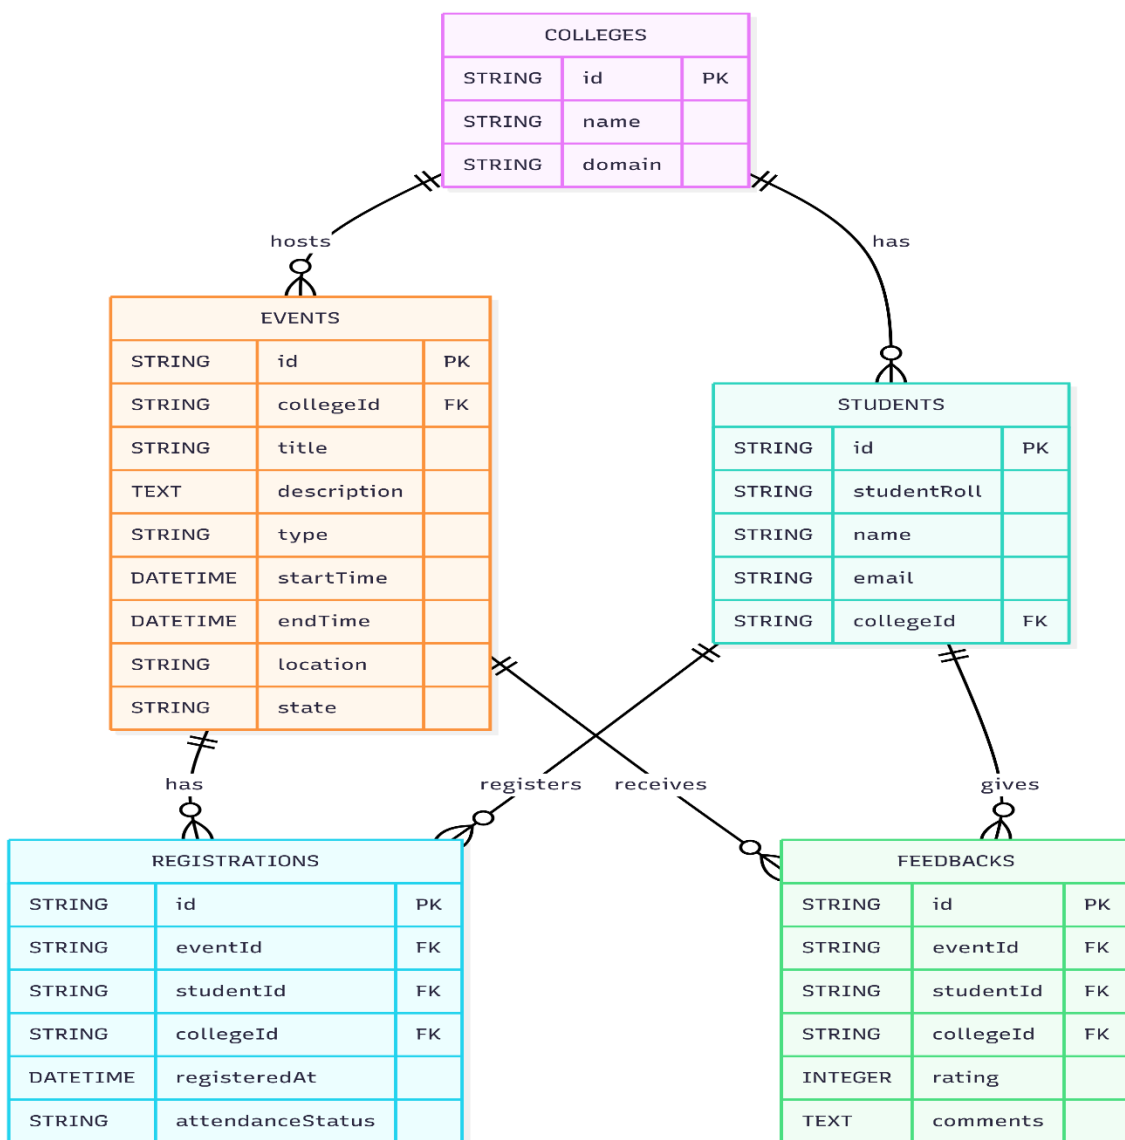 COLLEGES
STRING id PK
STRING name
STRING domain
hosts
has
EVENTS
STRING id PK
STRING collegeId FK
STRING title
TEXT description
STRING type
DATETIME startTime
DATETIME endTime
STRING location
STRING state
STUDENTS
STRING id PK
STRING studentRoll
STRING name
STRING email
STRING collegeId FK
has
registers
receives
gives
REGISTRATIONS
STRING id PK
STRING eventId FK
STRING studentId FK
STRING collegeId FK
DATETIME registeredAt
STRING attendanceStatus
FEEDBACKS
STRING id PK
STRING eventId FK
STRING studentId FK
STRING collegeId FK
INTEGER rating
TEXT comments